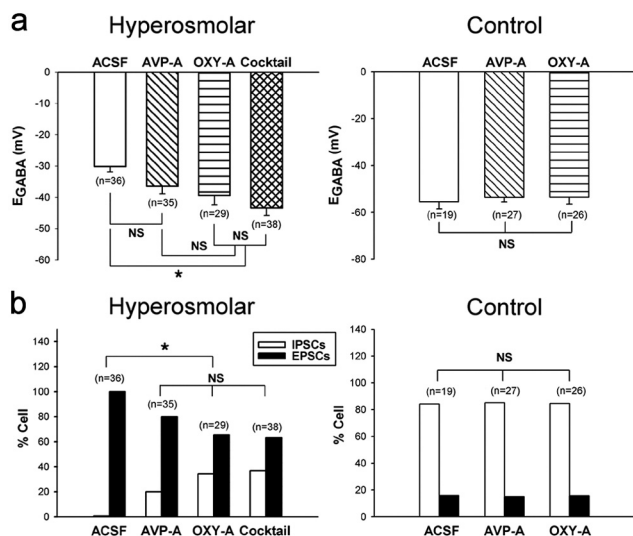 a
Hyperosmolar
Control
ACSF AVP-A OXY-A Cocktail
0
-10
-20
-30
-40
-50
-60
E_GABA (mV)
(n=36)
(n=35)
(n=29)
(n=38)
NS
NS
NS
*
ACSF AVP-A OXY-A
0
-20
-40
-60
-80
E_GABA (mV)
(n=19)
(n=27)
(n=26)
NS
b
Hyperosmolar
Control
140
120
100
80
60
40
20
0
% Cell
IPSCs
EPSCs
*
NS
(n=36)
(n=35)
(n=29)
(n=38)
ACSF AVP-A OXY-A Cocktail
140
120
100
80
60
40
20
0
% Cell
NS
(n=19)
(n=27)
(n=26)
ACSF AVP-A OXY-A